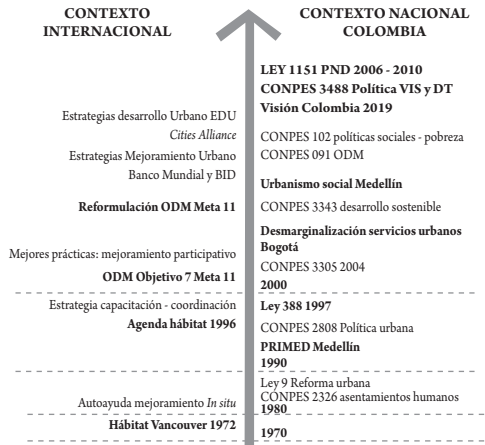 CONTEXTO
INTERNACIONAL
Estrategias desarrollo Urbano EDU
Cities Alliance
Estrategias Mejoramiento Urbano
Banco Mundial y BID
Reformulación ODM Meta 11
Mejores prácticas: mejoramiento participativo
ODM Objetivo 7 Meta 11
Estrategia capacitación - coordinación
Agenda hábitat 1996
Autoayuda mejoramiento In situ
Hábitat Vancouver 1972
CONTEXTO NACIONAL
COLOMBIA
LEY 1151 PND 2006 - 2010
CONPES 3488 Política VIS y DT
Visión Colombia 2019
CONPES 102 políticas sociales - pobreza
CONPES 091 ODM
Urbanismo social Medellín
CONPES 3343 desarrollo sostenible
Desmarginalización servicios urbanos
Bogotá
CONPES 3305 2004
2000
Ley 388 1997
CONPES 2808 Política urbana
PRIMED Medellín
1990
Ley 9 Reforma urbana
CONPES 2326 asentamientos humanos
1980
1970